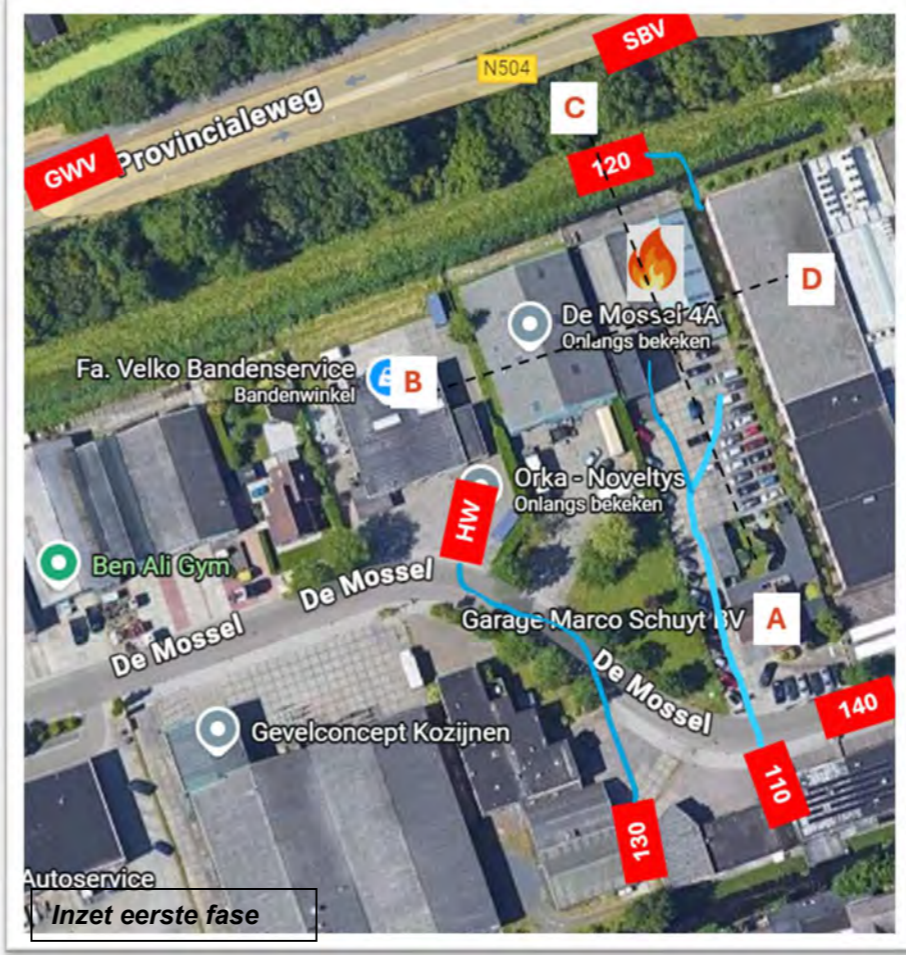 SBV
N504
Provincialeweg
GWV
C
120
D
De Mossel 4A
Onlangs bekeken
Fa. Velko Bandenservice
Bandenwinkel
B
Orka - Noveltys
Onlangs bekeken
HW
Ben Ali Gym
De Mossel
De Mossel
Garage Marco Schuyt BV
A
De Mossel
140
Gevelconcept Kozijnen
110
130
Autoservice
Inzet eerste fase